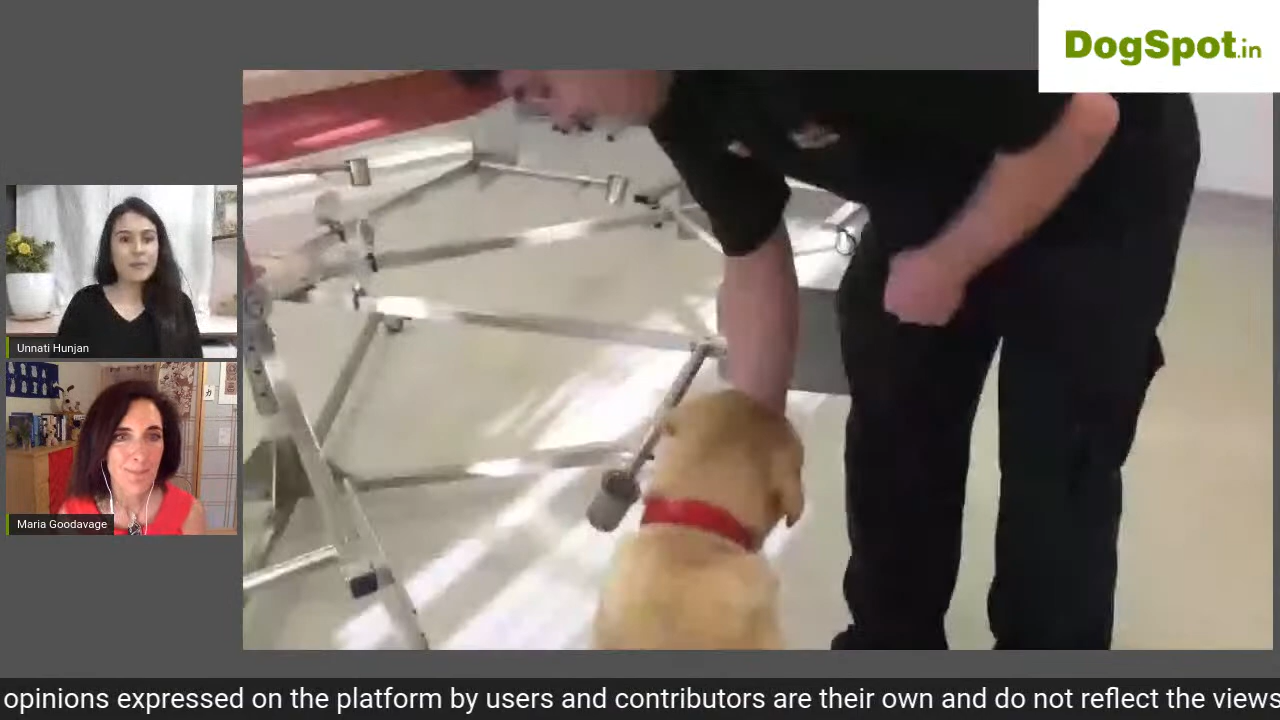 DogSpot.in
Unnati Hunjan
Maria Goodavage
opinions expressed on the platform by users and contributors are their own and do not reflect the views